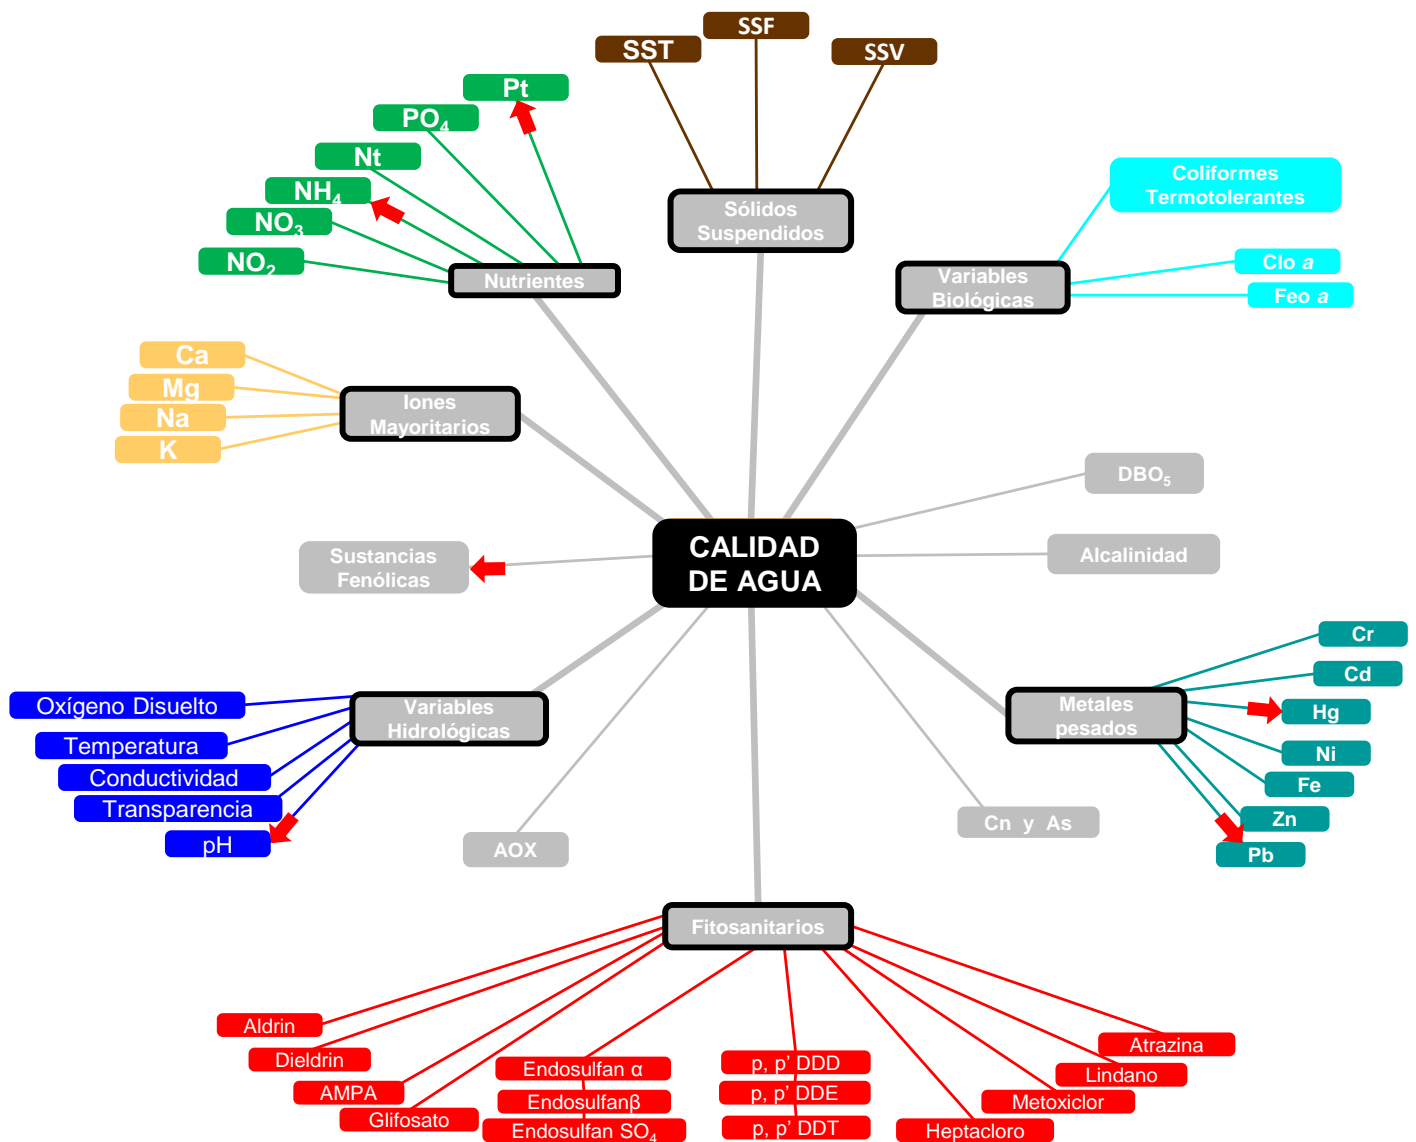 SSF
SST
SSV
Pt
PO₄
Nt
NH₄
NO₃
NO₂
Nutrientes
Sólidos
Suspendidos
Coliformes
Termotolerantes
Clo a
Feo a
Variables
Biológicas
Ca
Mg
Na
K
Iones
Mayoritarios
DBO₅
Alcalinidad
CALIDAD
DE AGUA
Sustancias
Fenólicas
Oxígeno Disuelto
Temperatura
Conductividad
Transparencia
pH
Variables
Hidrológicas
AOX
Cn y As
Metales
pesados
Cr
Cd
Hg
Ni
Fe
Zn
Pb
Fitosanitarios
Aldrin
Dieldrin
AMPA
Glifosato
Endosulfan α
Endosulfanβ
Endosulfan SO₄
p, p’ DDD
p, p’ DDE
p, p’ DDT
Heptacloro
Metoxiclor
Lindano
Atrazina